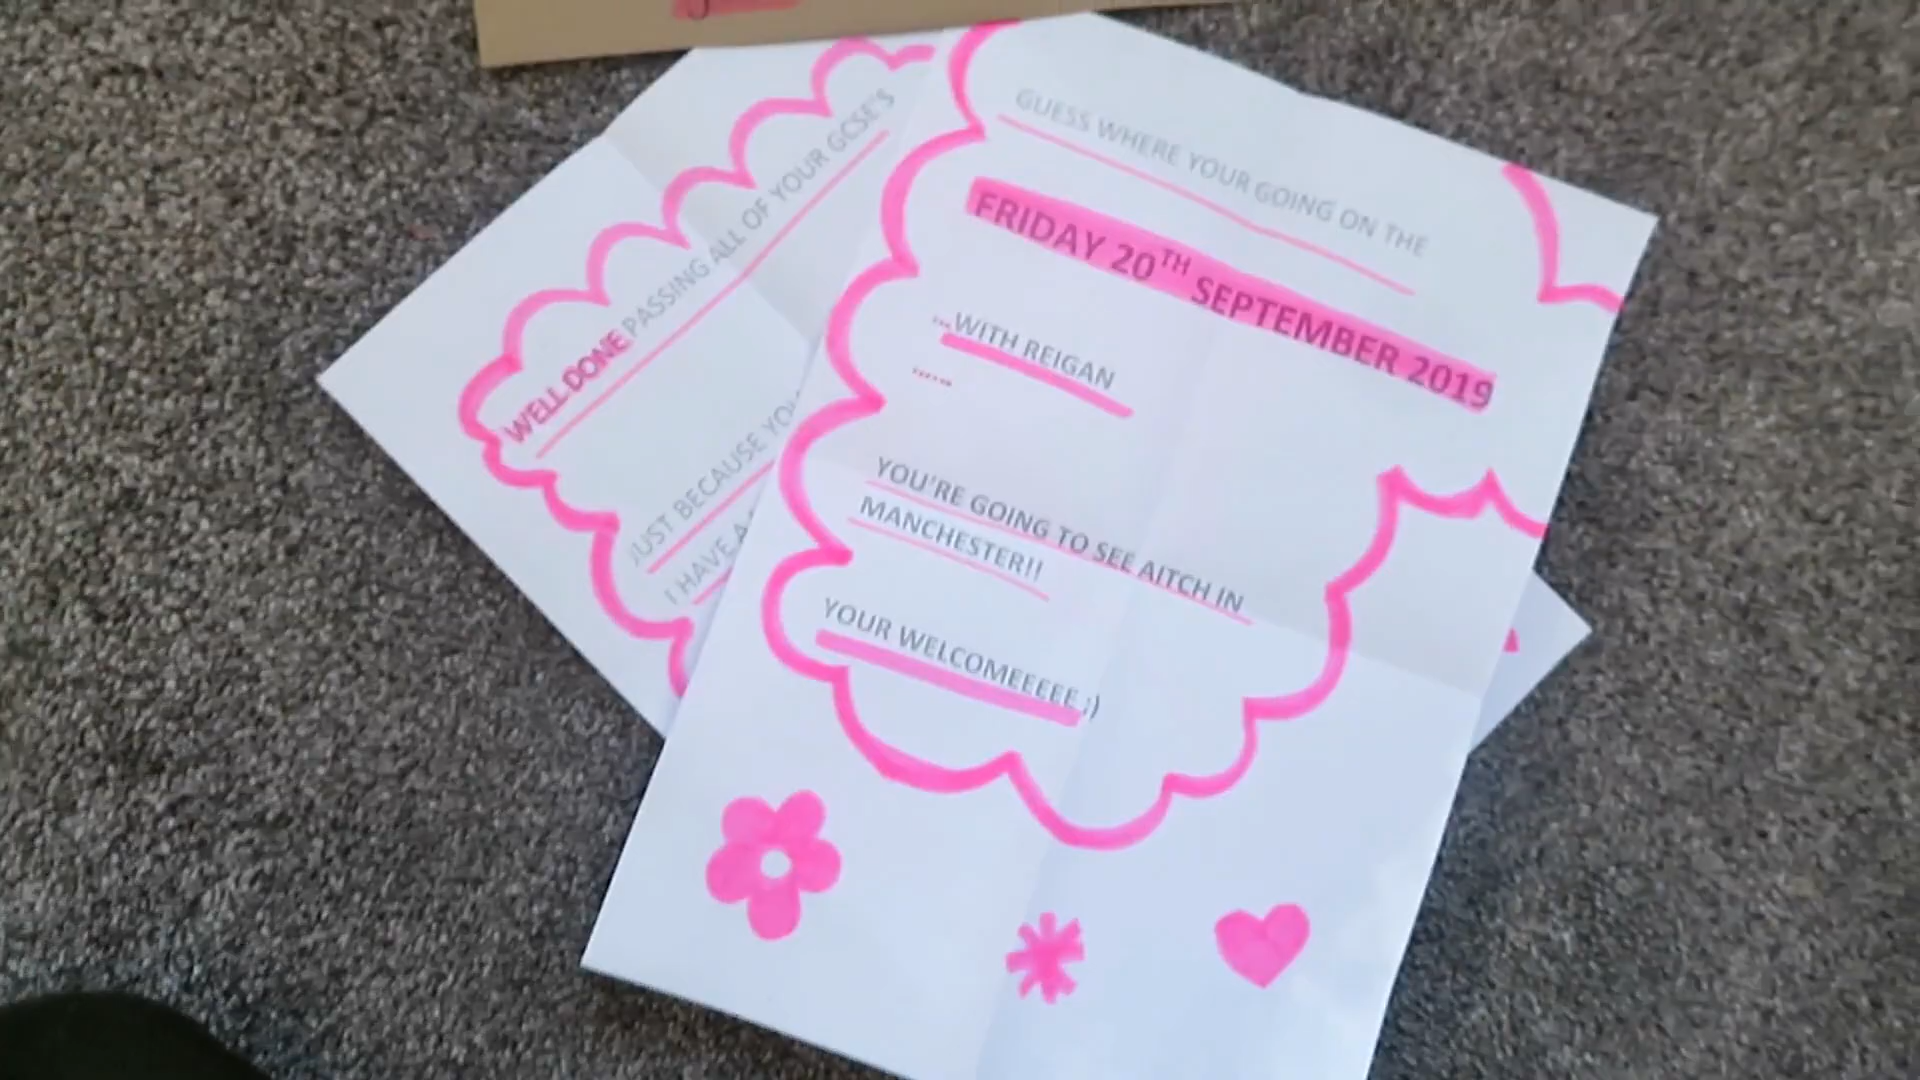 WELL DONE PASSING ALL OF YOUR GCSE'S
JUST BECAUSE YOU
I HAVE A
GUESS WHERE YOUR GOING ON THE
FRIDAY 20TH SEPTEMBER 2019
...WITH REIGAN
......
YOU'RE GOING TO SEE AITCH IN
MANCHESTER!!
YOUR WELCOMEEEEE ;)